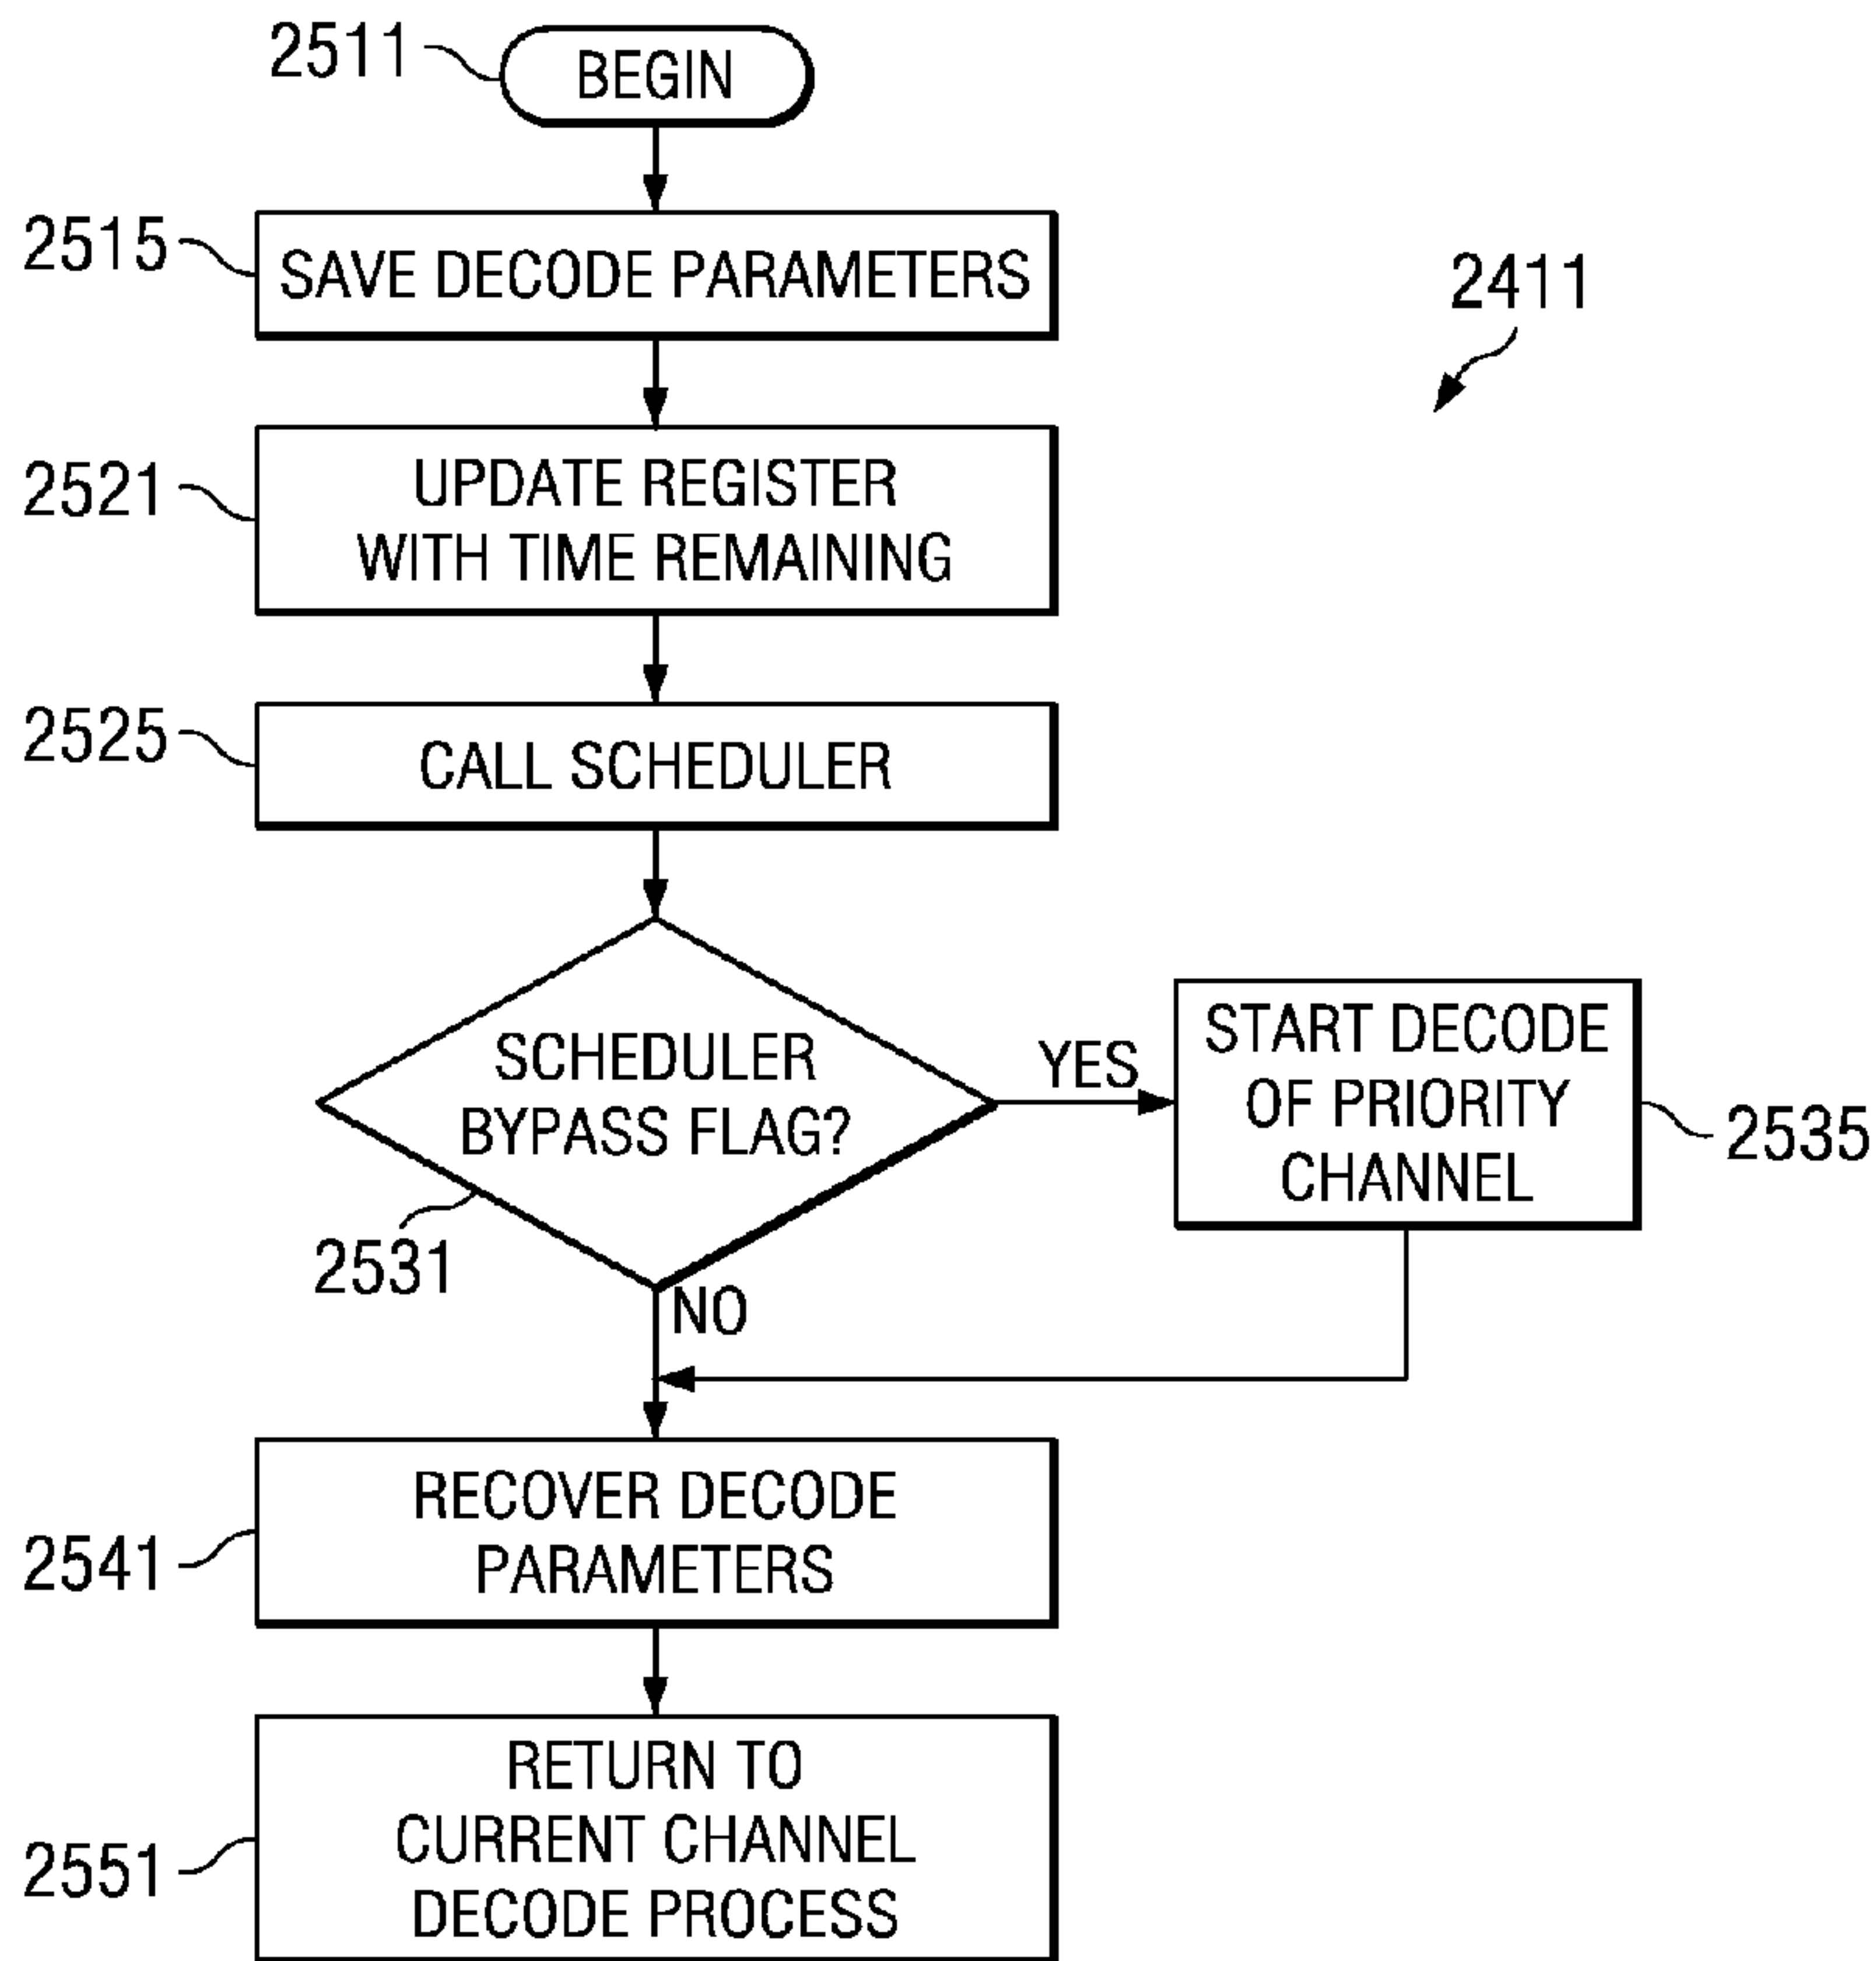 2511
BEGIN
2515
SAVE DECODE PARAMETERS
2411
2521
UPDATE REGISTER
WITH TIME REMAINING
2525
CALL SCHEDULER
SCHEDULER
BYPASS FLAG?
YES
START DECODE
OF PRIORITY
CHANNEL
2535
2531
NO
RECOVER DECODE
PARAMETERS
2541
RETURN TO
CURRENT CHANNEL
DECODE PROCESS
2551